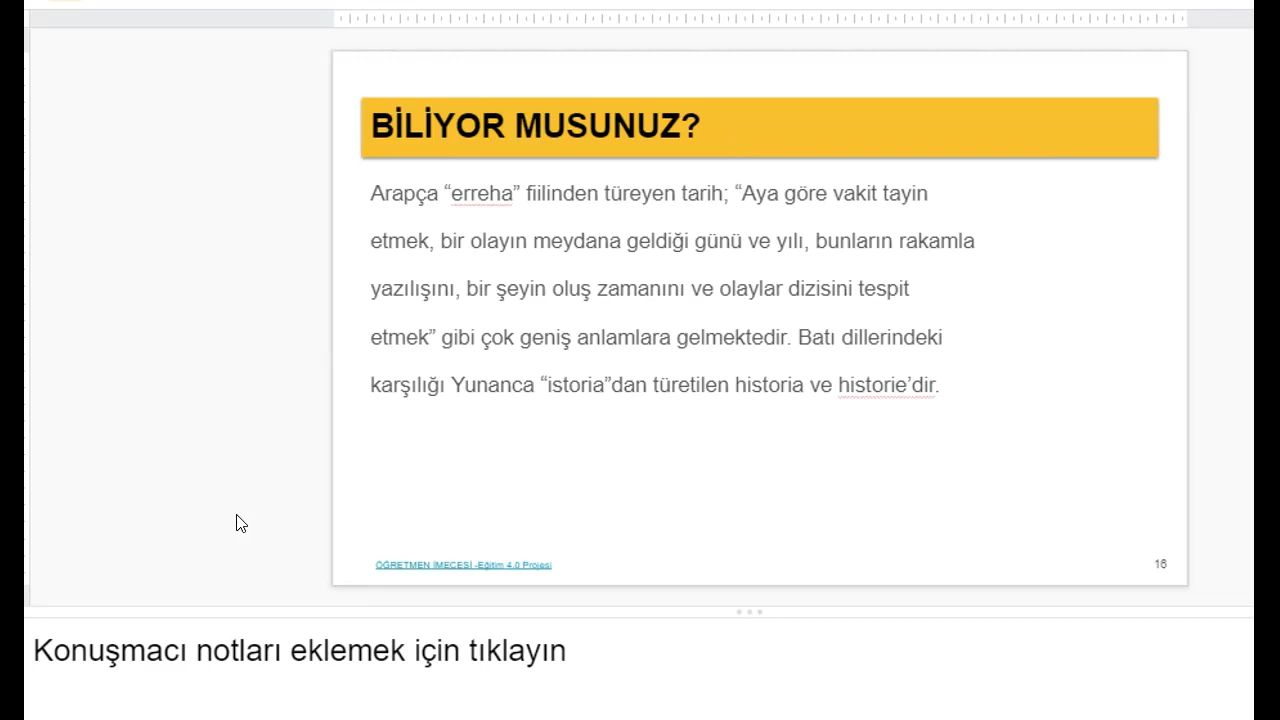 BİLİYOR MUSUNUZ?
Arapça “erreha” fiilinden türeyen tarih; “Aya göre vakit tayin
etmek, bir olayın meydana geldiği günü ve yılı, bunların rakamla
yazılışını, bir şeyin oluş zamanını ve olaylar dizisini tespit
etmek” gibi çok geniş anlamlara gelmektedir. Batı dillerindeki
karşılığı Yunanca “istoria”dan türetilen historia ve historie’dir.
ÖĞRETMEN İMECESİ -Eğitim 4.0 Projesi
16
Konuşmacı notları eklemek için tıklayın